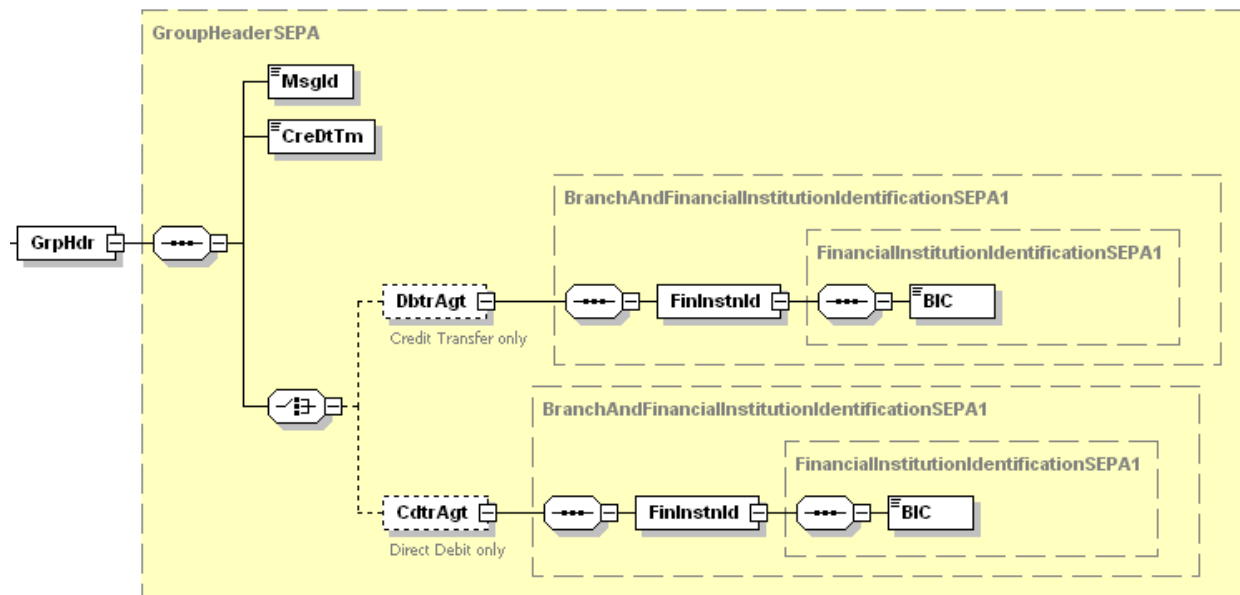 GroupHeaderSEPA
MsgId
CreDtTm
BranchAndFinancialInstitutionIdentificationSEPA1
GrpHdr
FinancialInstitutionIdentificationSEPA1
DbtrAgt
FinInstnId
BIC
Credit Transfer only
BranchAndFinancialInstitutionIdentificationSEPA1
FinancialInstitutionIdentificationSEPA1
CdtrAgt
FinInstnId
BIC
Direct Debit only